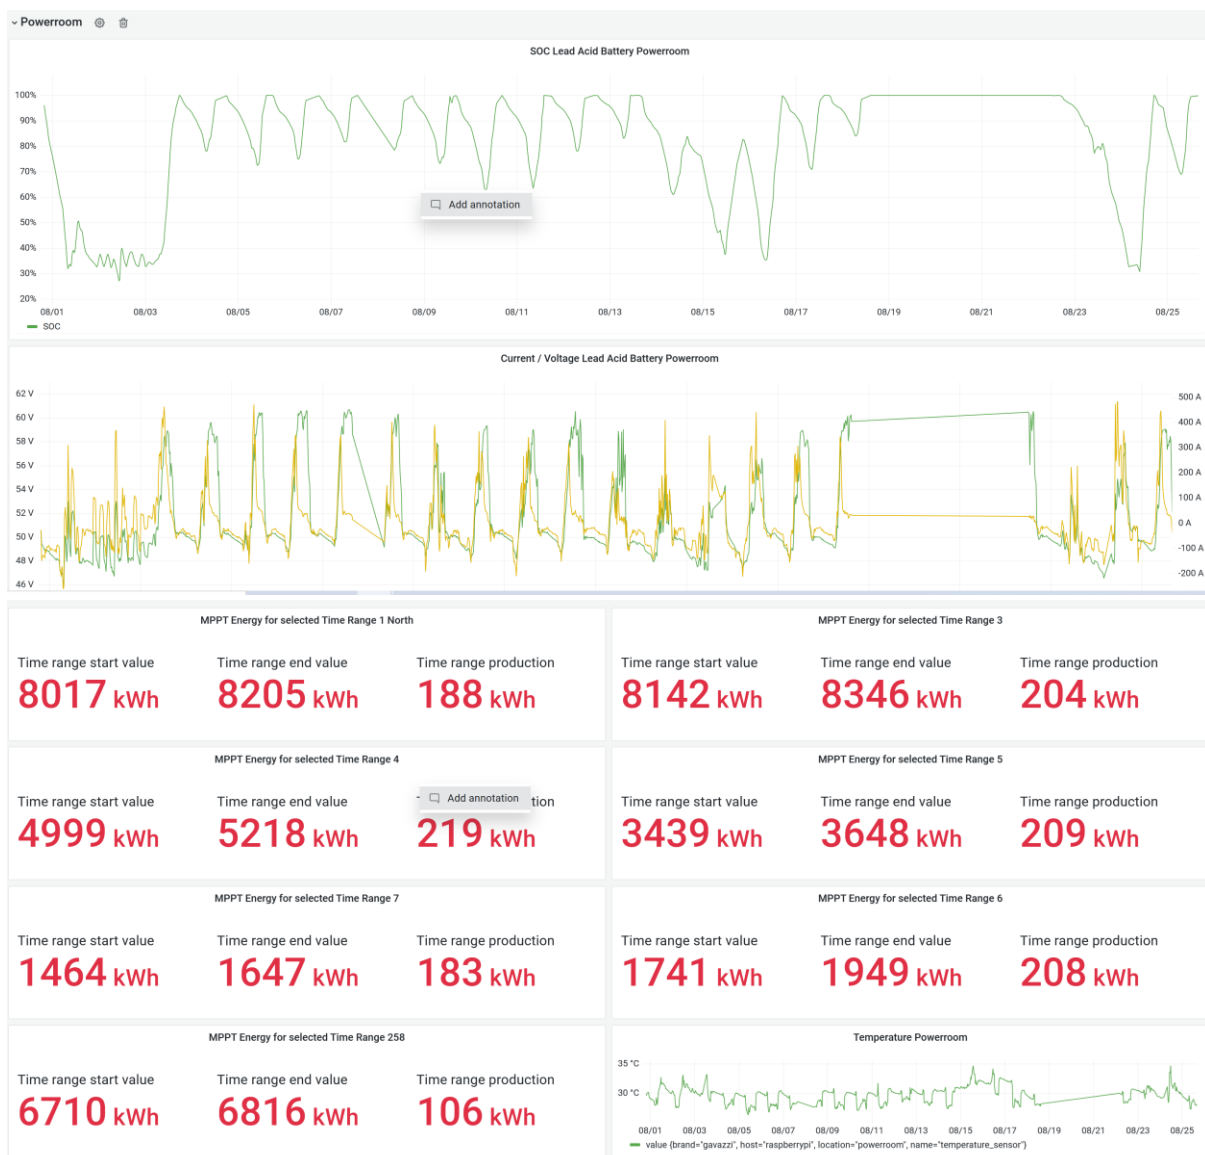 Powerroom
SOC Lead Acid Battery Powerroom
100%
90%
80%
70%
60%
50%
40%
30%
20%
Add annotation
08/01 08/03 08/05 08/07 08/09 08/11 08/13 08/15 08/17 08/19 08/21 08/23 08/25
SOC
Current / Voltage Lead Acid Battery Powerroom
62 V
60 V
58 V
56 V
54 V
52 V
50 V
48 V
46 V
500 A
400 A
300 A
200 A
100 A
0 A
-100 A
-200 A
MPPT Energy for selected Time Range 1 North
Time range start value Time range end value Time range production
8017 kWh 8205 kWh 188 kWh
MPPT Energy for selected Time Range 3
Time range start value Time range end value Time range production
8142 kWh 8346 kWh 204 kWh
MPPT Energy for selected Time Range 4
Add annotation
Time range start value Time range end value tion
4999 kWh 5218 kWh 219 kWh
MPPT Energy for selected Time Range 5
Time range start value Time range end value Time range production
3439 kWh 3648 kWh 209 kWh
MPPT Energy for selected Time Range 7
Time range start value Time range end value Time range production
1464 kWh 1647 kWh 183 kWh
MPPT Energy for selected Time Range 6
Time range start value Time range end value Time range production
1741 kWh 1949 kWh 208 kWh
MPPT Energy for selected Time Range 258
Time range start value Time range end value Time range production
6710 kWh 6816 kWh 106 kWh
Temperature Powerroom
35 °C
30 °C
08/01 08/03 08/05 08/07 08/09 08/11 08/13 08/15 08/17 08/19 08/21 08/23 08/25
value {brand="gavazzi", host="raspberrypi", location="powerroom", name="temperature_sensor"}